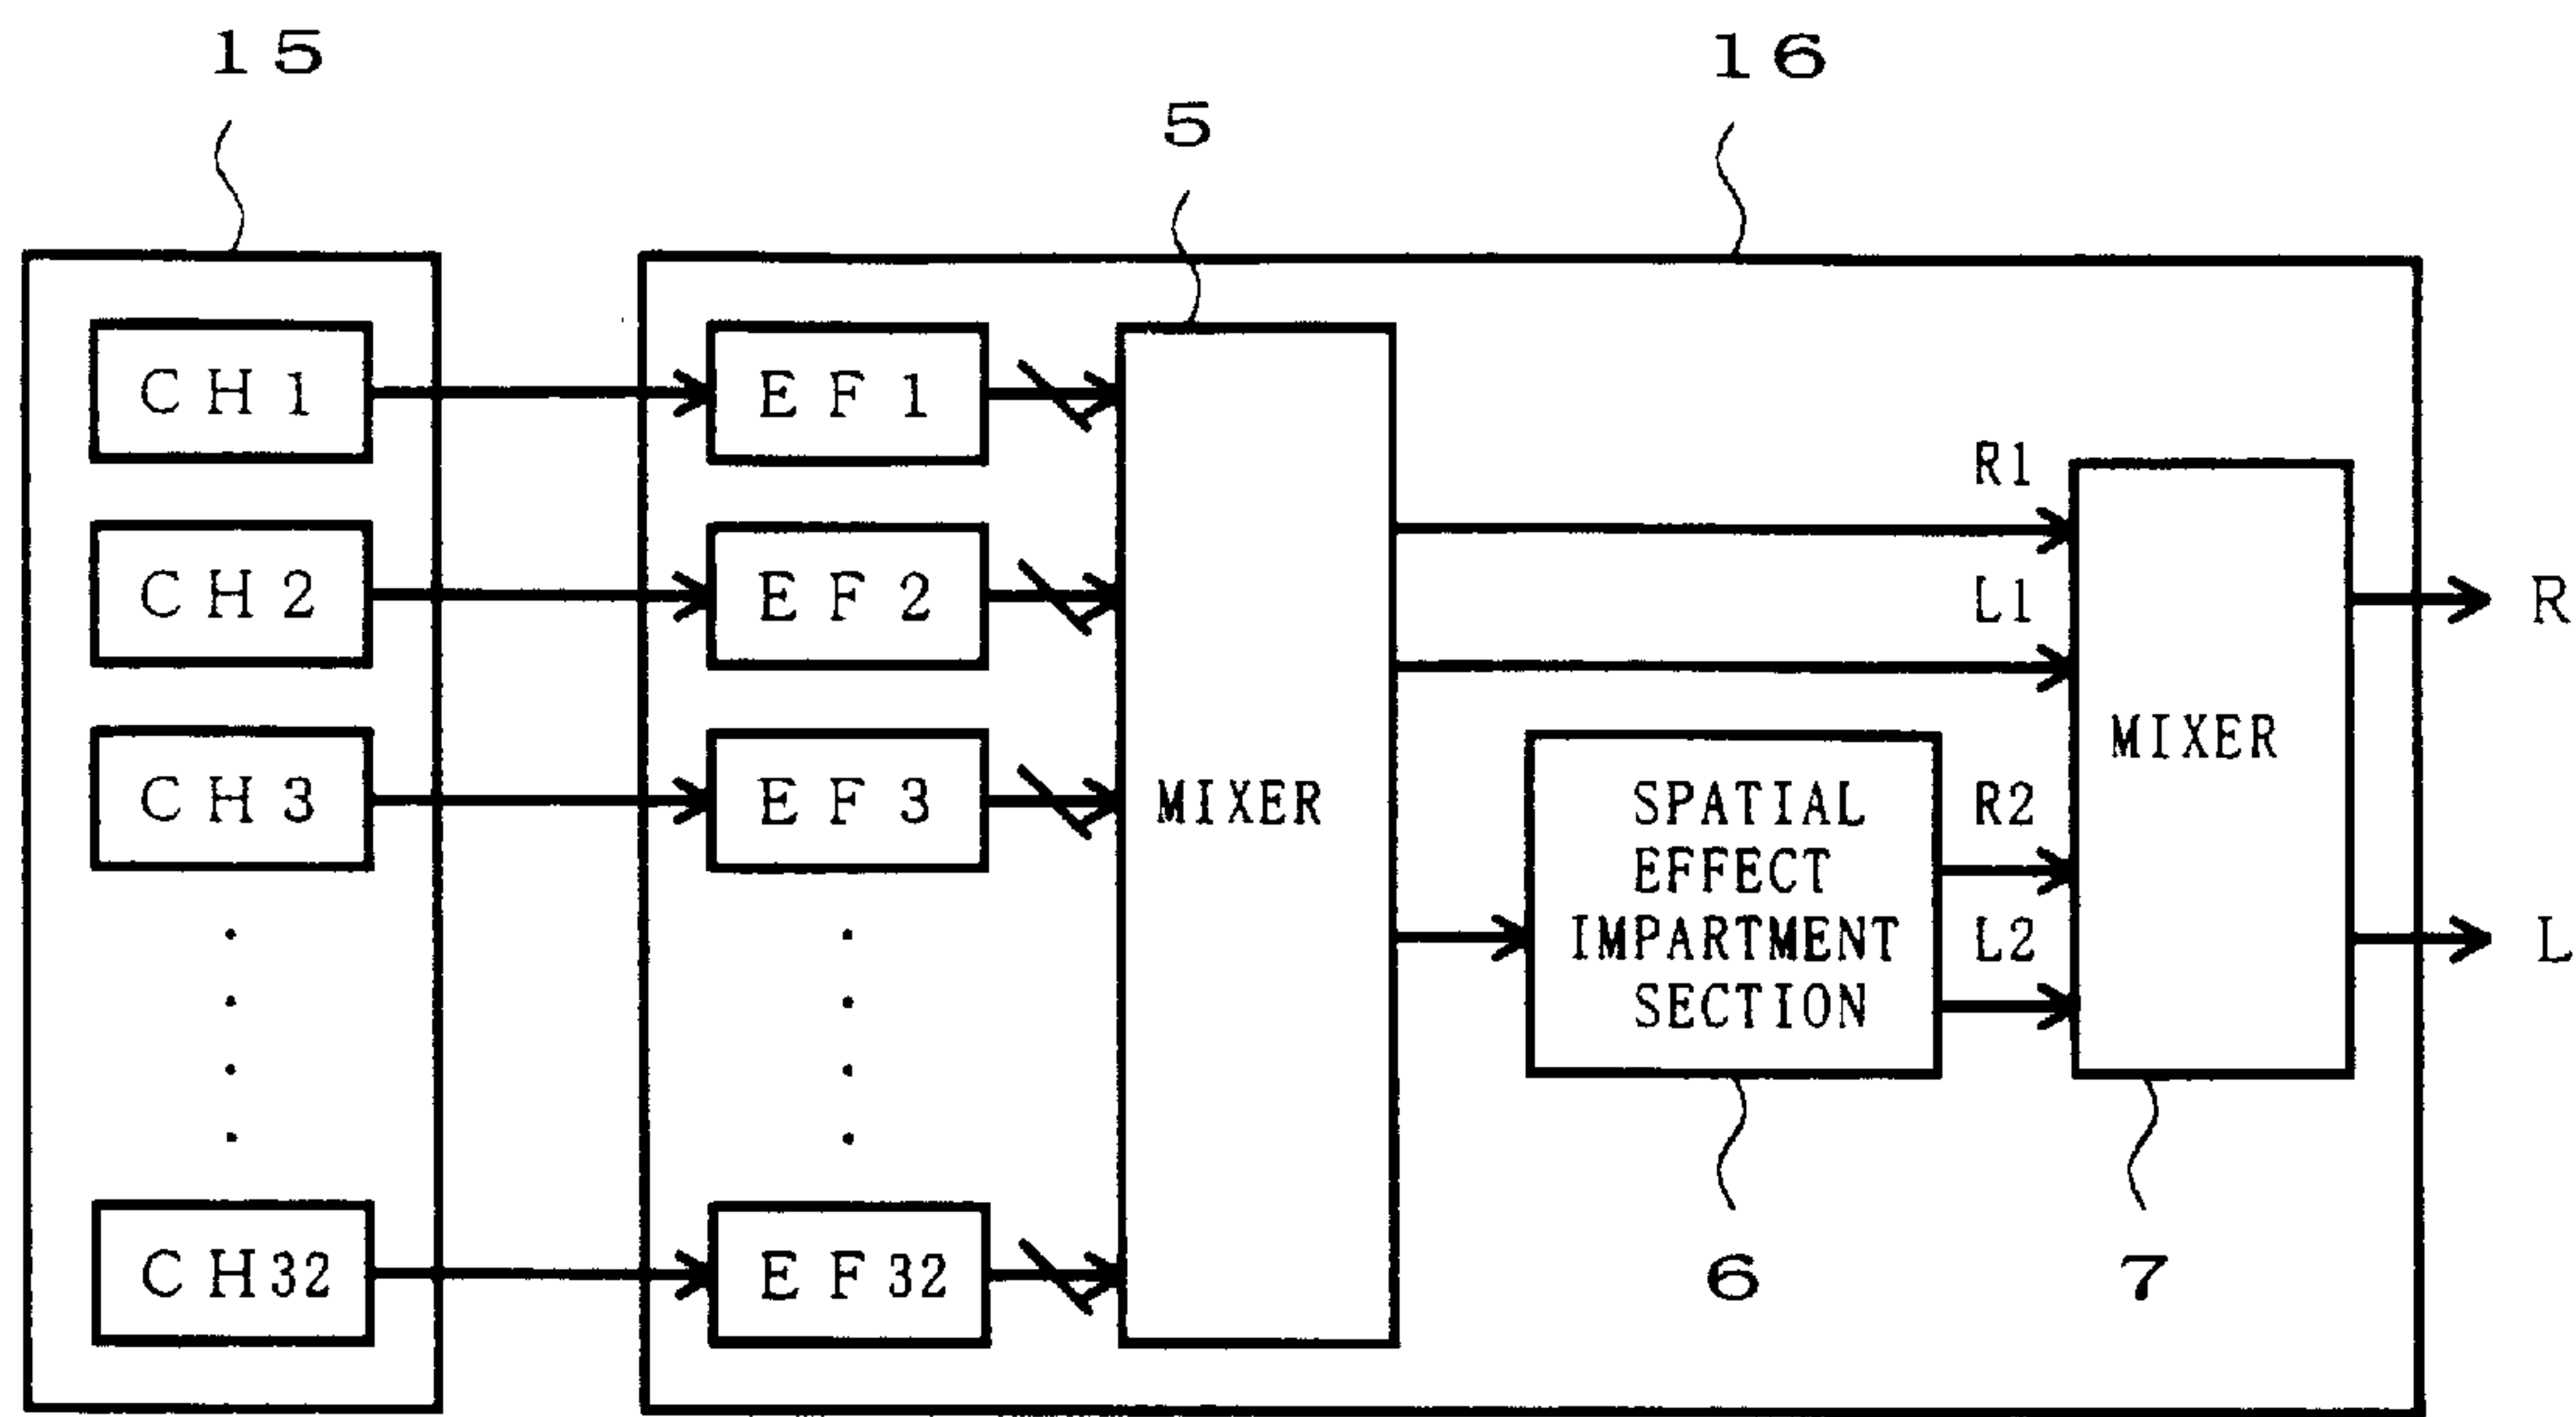 15
16
5
CH1
EF1
R1
CH2
EF2
L1
R
CH3
EF3
MIXER
MIXER
SPATIAL
EFFECT
IMPARTMENT
SECTION
R2
L2
L
CH32
EF32
6
7